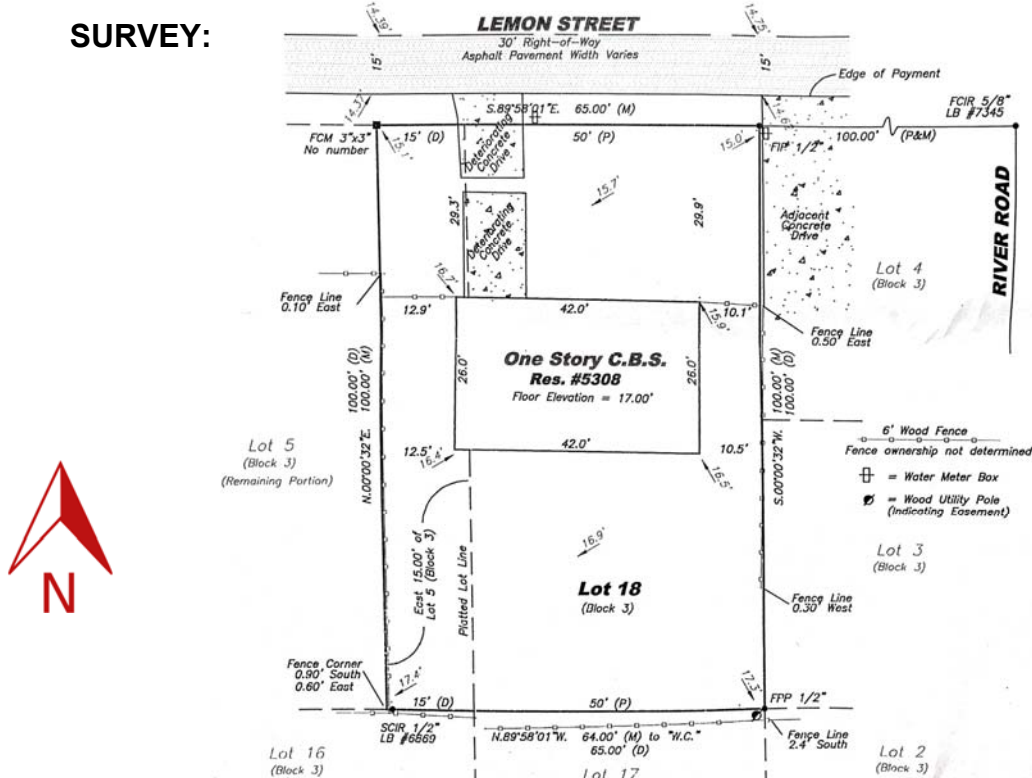 SURVEY:
14.39'
LEMON STREET
14.75'
30' Right-of-Way
Asphalt Pavement Width Varies
15'
15'
Edge of Payment
14.37'
S.89°58'01"E. 65.00' (M)
FCIR 5/8"
LB #7345
FCM 3"x3"
No number
15.1'
15' (D)
50' (P)
15.0'
FIP 1/2"
100.00' (P&M)
Deteriorating
Concrete
Drive
15.7'
29.3'
29.9'
Deteriorating
Concrete
Drive
Adjacent
Concrete
Drive
RIVER ROAD
Lot 4
(Block 3)
Fence Line
0.10' East
16.7'
12.9'
42.0'
15.9'
10.1'
Fence Line
0.50' East
One Story C.B.S.
Res. #5308
Floor Elevation = 17.00'
26.0'
26.0'
100.00' (D)
100.00' (M)
N.00°00'32"E.
100.00' (M)
100.00' (D)
S.00°00'32"W.
Lot 5
(Block 3)
(Remaining Portion)
12.5'
16.4'
42.0'
10.5'
16.5'
6' Wood Fence
Fence ownership not determined
= Water Meter Box
= Wood Utility Pole
(Indicating Easement)
East 15.00' of
Lot 5 (Block 3)
Platted Lot Line
16.9'
Lot 18
(Block 3)
Lot 3
(Block 3)
N
Fence Line
0.30' West
Fence Corner
0.90' South
0.60' East
17.4'
17.3'
15' (D)
50' (P)
FPP 1/2"
SCIR 1/2"
LB #6869
N.89°58'01"W. 64.00' (M) to "W.C."
65.00' (D)
Fence Line
2.4' South
Lot 16
(Block 3)
Lot 17
Lot 2
(Block 3)